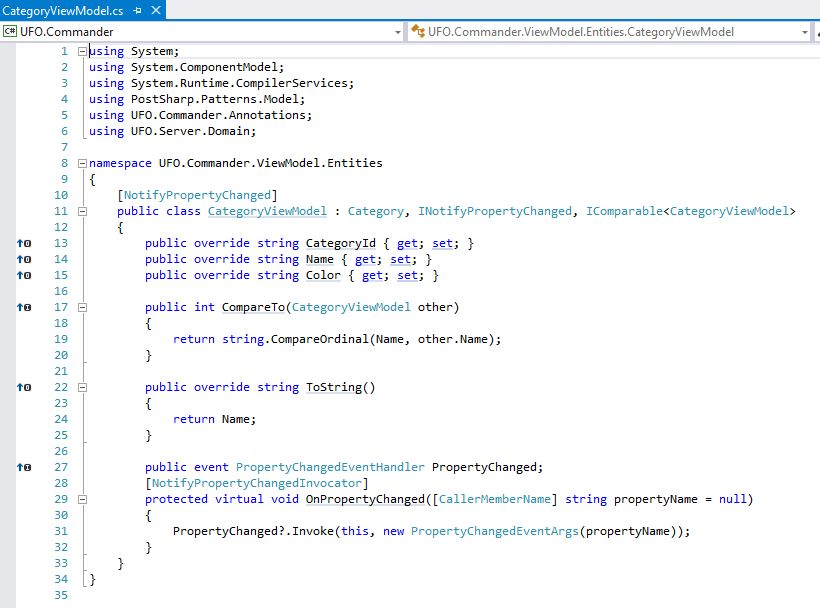 CategoryViewModel.cs
C# UFO.Commander
UFO.Commander.ViewModel.Entities.CategoryViewModel
1 using System;
2 using System.ComponentModel;
3 using System.Runtime.CompilerServices;
4 using PostSharp.Patterns.Model;
5 using UFO.Commander.Annotations;
6 using UFO.Server.Domain;
7
8 namespace UFO.Commander.ViewModel.Entities
9 {
10     [NotifyPropertyChanged]
11     public class CategoryViewModel : Category, INotifyPropertyChanged, IComparable<CategoryViewModel>
12     {
13         public override string CategoryId { get; set; }
14         public override string Name { get; set; }
15         public override string Color { get; set; }
16
17         public int CompareTo(CategoryViewModel other)
18         {
19             return string.CompareOrdinal(Name, other.Name);
20         }
21
22         public override string ToString()
23         {
24             return Name;
25         }
26
27         public event PropertyChangedEventHandler PropertyChanged;
28         [NotifyPropertyChangedInvocator]
29         protected virtual void OnPropertyChanged([CallerMemberName] string propertyName = null)
30         {
31             PropertyChanged?.Invoke(this, new PropertyChangedEventArgs(propertyName));
32         }
33     }
34 }
35